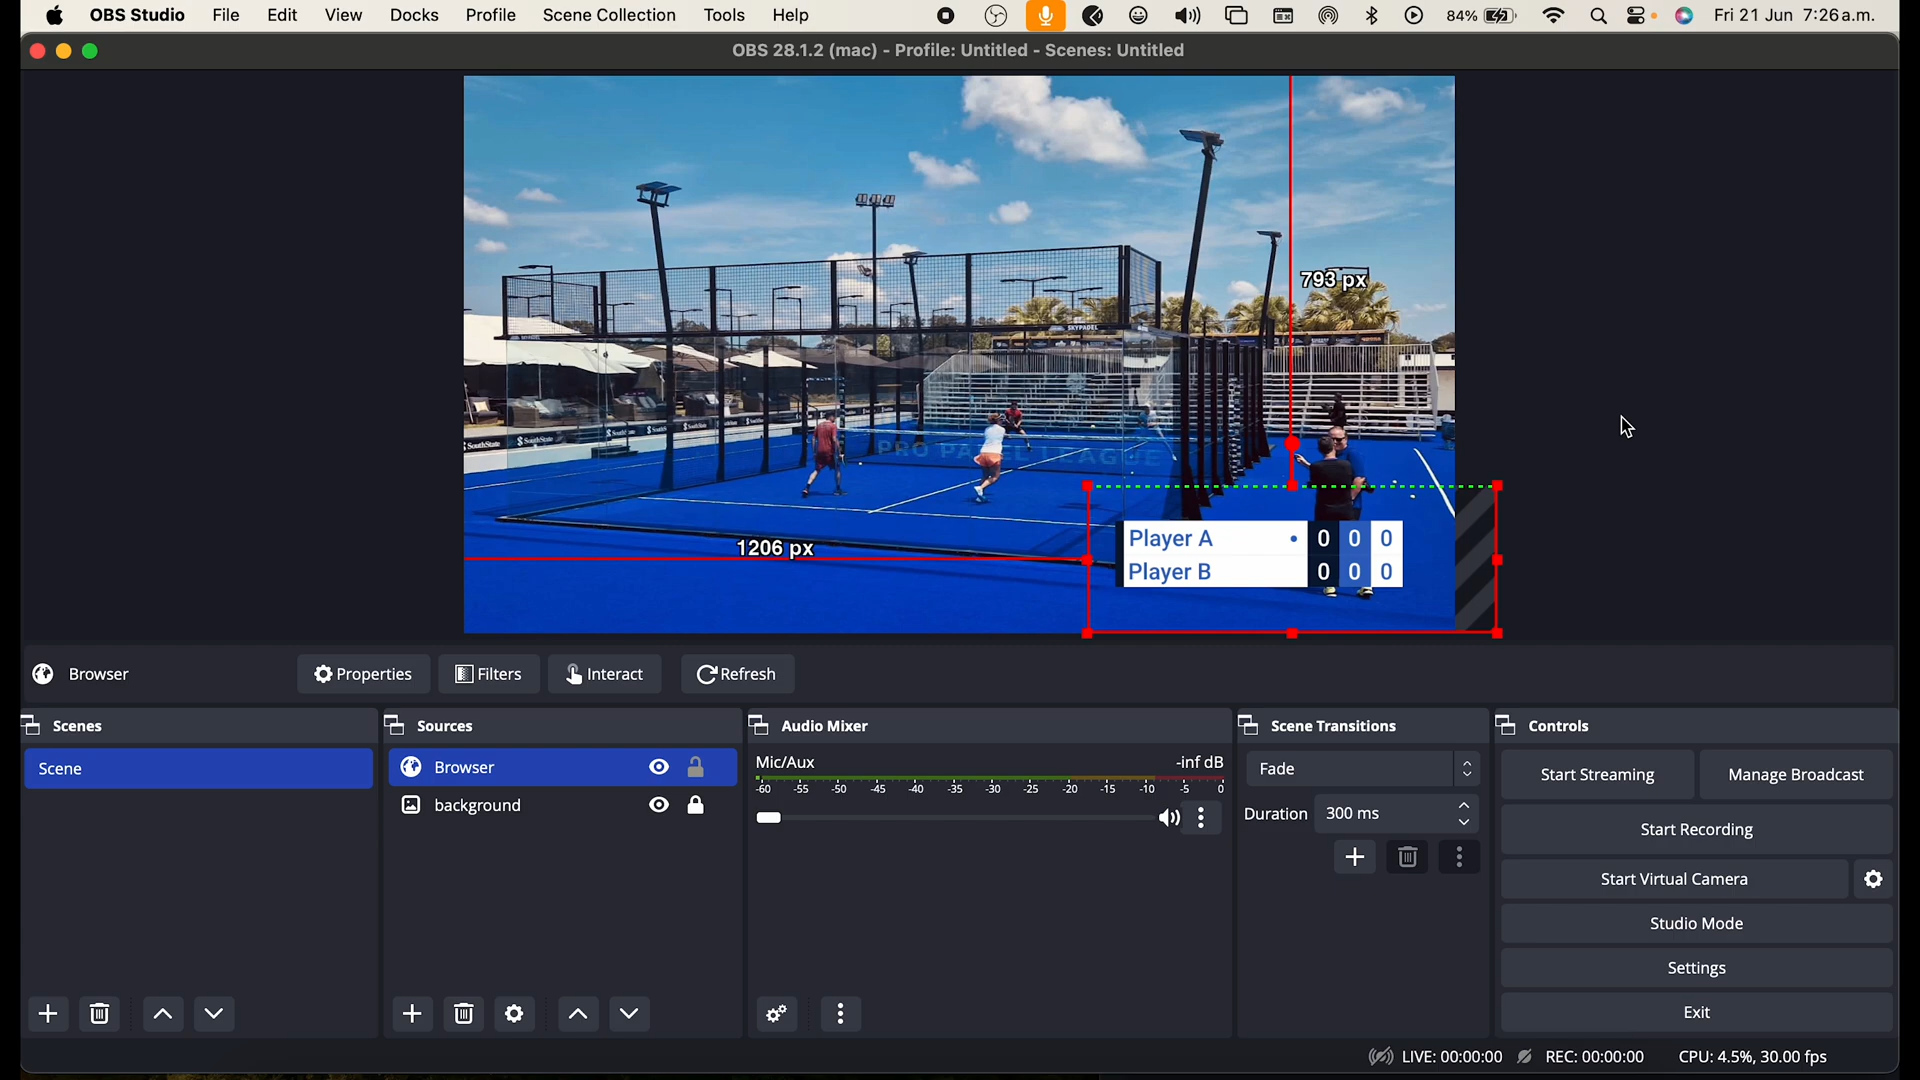 OBS Studio File Edit View Docks Profile Scene Collection Tools Help 84% Fri 21 Jun 7:26 a.m.
OBS 28.1.2 (mac) - Profile: Untitled - Scenes: Untitled
793 px
SKYPADEL
SouthState SouthState
PRO PADEL LEAGUE
1206 px
Player A • 0 0 0
Player B 0 0 0
Browser Properties Filters Interact Refresh
Scenes Sources Audio Mixer Scene Transitions Controls
Scene
Browser
background
Mic/Aux -inf dB
-60 -55 -50 -45 -40 -35 -30 -25 -20 -15 -10 -5 0
Fade
Duration 300 ms
Start Streaming Manage Broadcast
Start Recording
Start Virtual Camera
Studio Mode
Settings
Exit
LIVE: 00:00:00 REC: 00:00:00 CPU: 4.5%, 30.00 fps